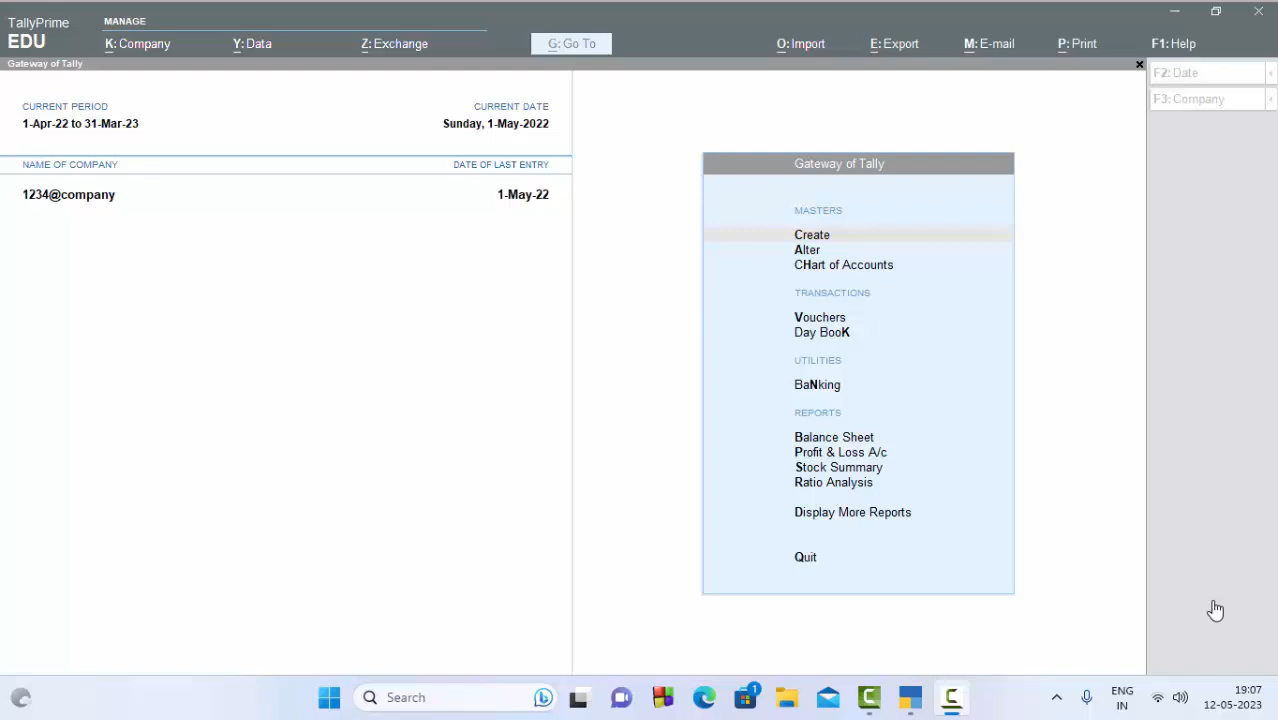 TallyPrime
EDU
MANAGE
K: Company
Y: Data
Z: Exchange
G: Go To
O: Import
E: Export
M: E-mail
P: Print
F1: Help
Gateway of Tally
F2: Date
F3: Company
CURRENT PERIOD
CURRENT DATE
1-Apr-22 to 31-Mar-23
Sunday, 1-May-2022
NAME OF COMPANY
DATE OF LAST ENTRY
1234@company
1-May-22
Gateway of Tally
MASTERS
Create
Alter
CHart of Accounts
TRANSACTIONS
Vouchers
Day BooK
UTILITIES
BaNking
REPORTS
Balance Sheet
Profit & Loss A/c
Stock Summary
Ratio Analysis
Display More Reports
Quit
Search
1
ENG
IN
19:07
12-05-2023